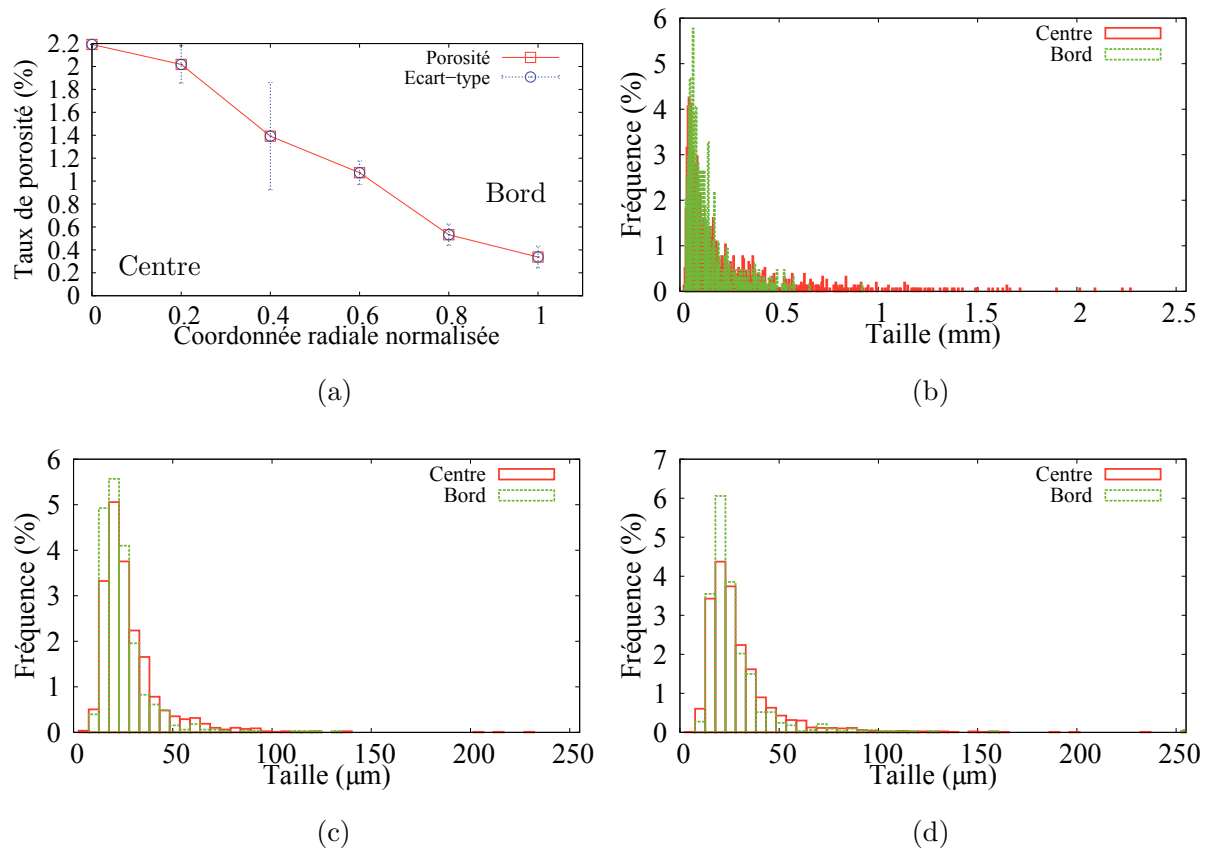 2.2
2
1.8
1.6
1.4
1.2
1
0.8
0.6
0.4
0.2
0
Taux de porosité (%)
Porosité
Ecart-type
Bord
Centre
0 0.2 0.4 0.6 0.8 1
Coordonnée radiale normalisée
(a)
6
5
4
3
2
1
0
Fréquence (%)
Centre
Bord
0 0.5 1 1.5 2 2.5
Taille (mm)
(b)
6
5
4
3
2
1
0
Fréquence (%)
Centre
Bord
0 50 100 150 200 250
Taille (µm)
(c)
7
6
5
4
3
2
1
0
Fréquence (%)
Centre
Bord
0 50 100 150 200 250
Taille (µm)
(d)